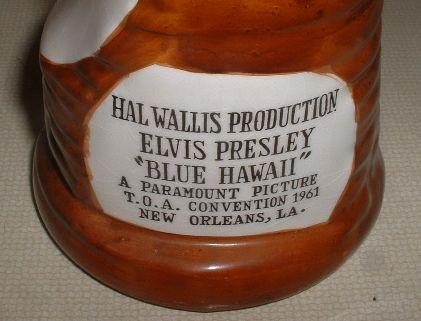 HAL WALLIS PRODUCTION
ELVIS PRESLEY
"BLUE HAWAII"
A PARAMOUNT PICTURE
T.O.A. CONVENTION 1961
NEW ORLEANS, LA.